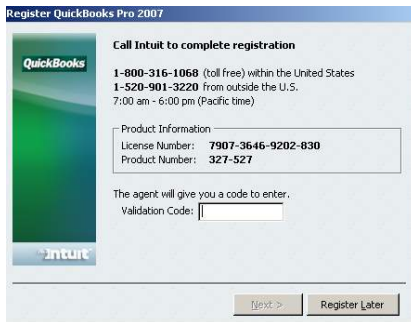 Register QuickBooks Pro 2007
QuickBooks
Call Intuit to complete registration
1-800-316-1068 (toll free) within the United States
1-520-901-3220 from outside the U.S.
7:00 am - 6:00 pm (Pacific time)
Product Information
License Number: 7907-3646-9202-830
Product Number: 327-527
The agent will give you a code to enter.
Validation Code:
Intuit
Next >
Register Later